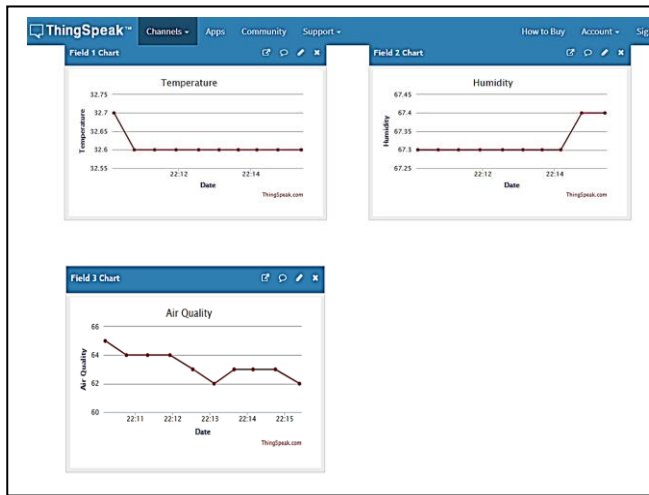 ThingSpeak™ Channels Apps Community Support How to Buy Account Sig
Field 1 Chart
Temperature
32.75
32.7
32.65
32.6
32.55
Temperature
22:12 22:14
Date
ThingSpeak.com
Field 2 Chart
Humidity
67.45
67.4
67.35
67.3
67.25
Humidity
22:12 22:14
Date
ThingSpeak.com
Field 3 Chart
Air Quality
66
64
62
60
Air Quality
22:11 22:12 22:13 22:14 22:15
Date
ThingSpeak.com